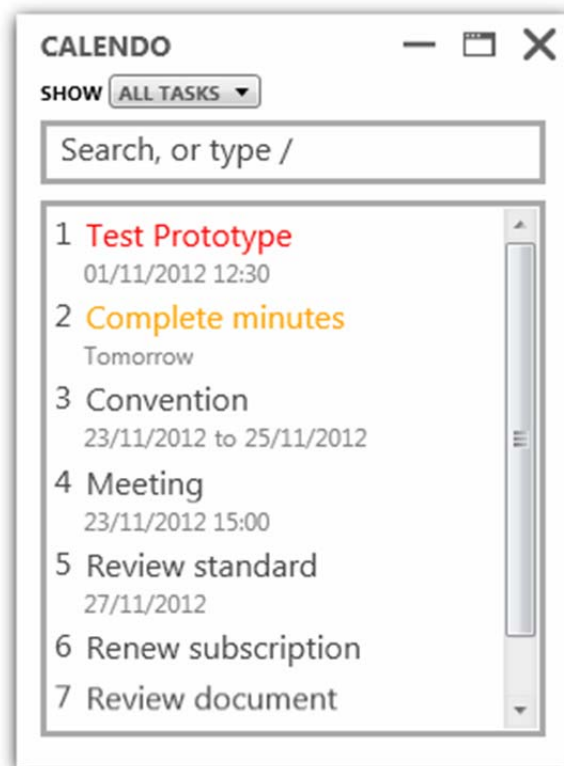 CALENDO
SHOW ALL TASKS
Search, or type /
1 Test Prototype
01/11/2012 12:30
2 Complete minutes
Tomorrow
3 Convention
23/11/2012 to 25/11/2012
4 Meeting
23/11/2012 15:00
5 Review standard
27/11/2012
6 Renew subscription
7 Review document